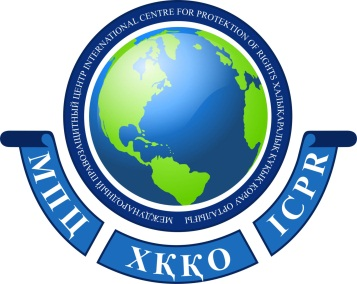 МЕЖДУНАРОДНЫЙ ПРАВОЗАЩИТНЫЙ ЦЕНТР
INTERNATIONAL CENTRE FOR PROTEKTION OF RIGHTS
ХАЛЫҚАРАЛЫҚ ҚҰҚЫҚ ҚОРҒАУ ОРТАЛЫҒЫ
МПЦ
ХҚҚО
ICPR